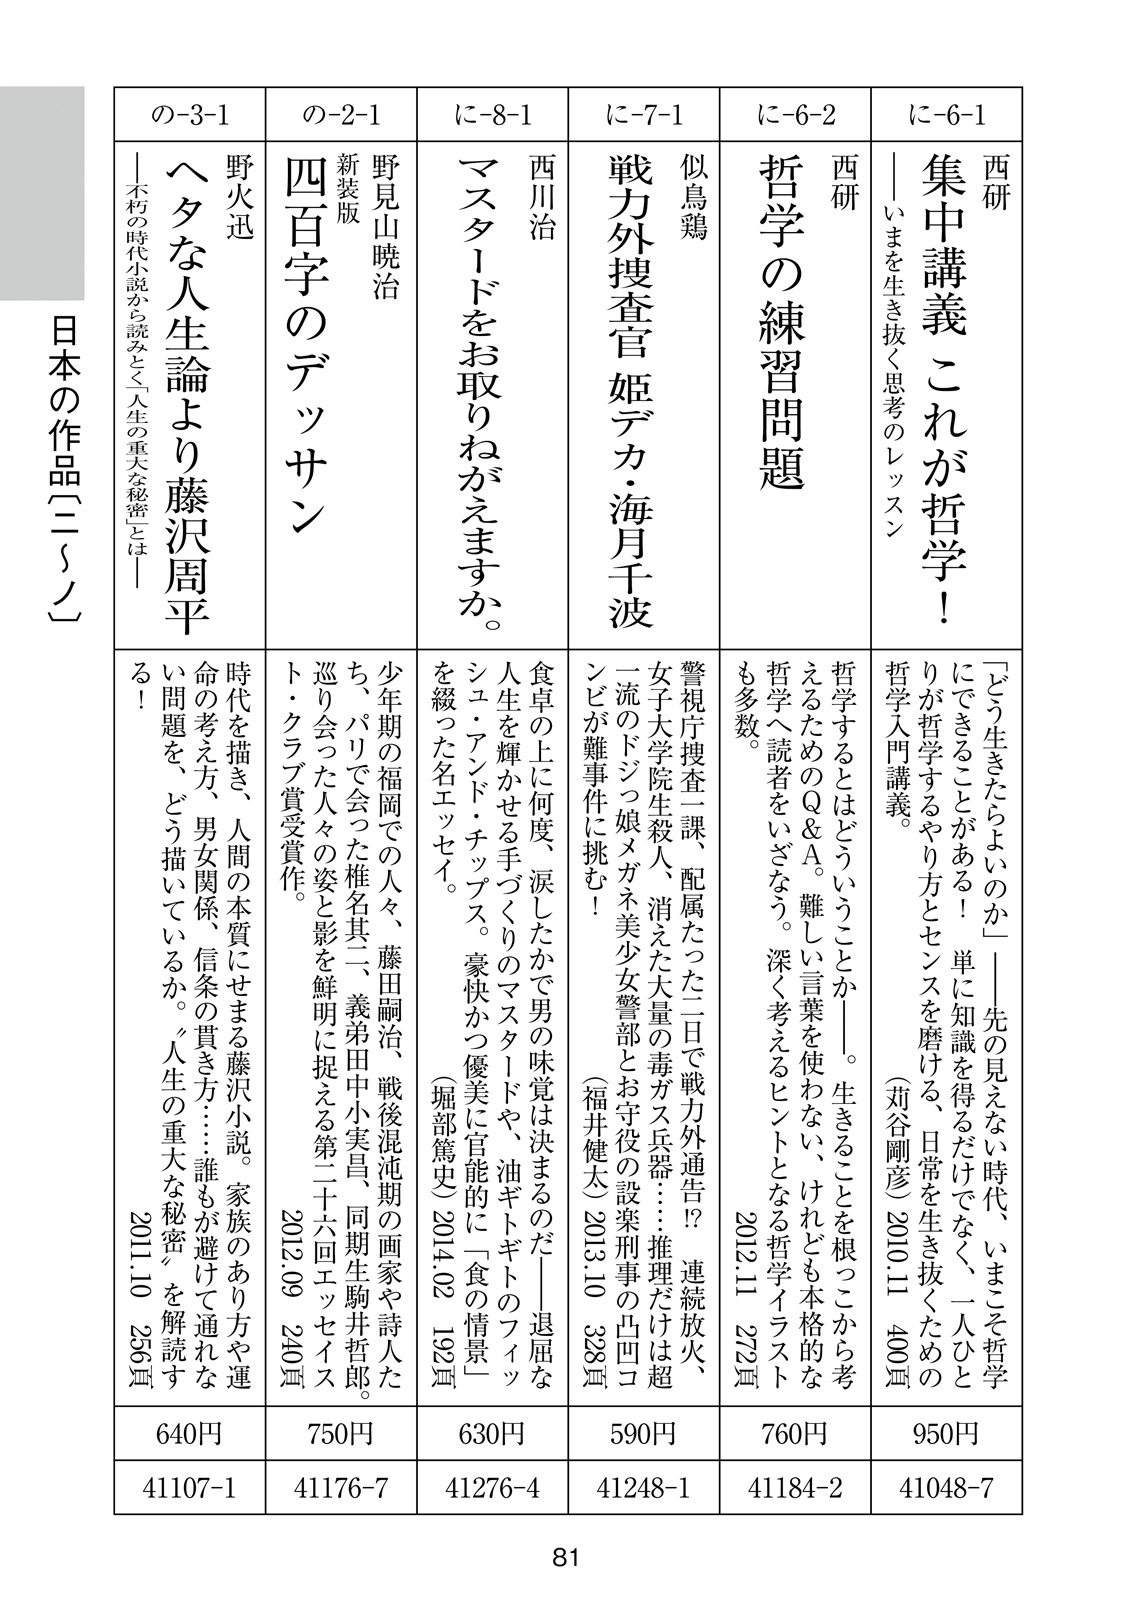 に-6-1
西研
集中講義 これが哲学！
――いまを生き抜く思考のレッスン
「どう生きたらよいのか」――先の見えない時代、いまこそ哲学
にできることがある！　単に知識を得るだけでなく、一人ひと
りが哲学するやり方とセンスを磨ける、日常を生き抜くための
哲学入門講義。
（苅谷剛彦）2010.11　400頁
950円
41048-7
に-6-2
西研
哲学の練習問題
哲学するとはどういうことか――。生きることを根っこから考
えるためのQ＆A。難しい言葉を使わない、けれども本格的な
哲学へ読者をいざなう。深く考えるヒントとなる哲学イラスト
も多数。
2012.11　272頁
760円
41184-2
に-7-1
似鳥鶏
戦力外捜査官 姫デカ・海月千波
警視庁捜査一課、配属たった二日で戦力外通告!?　連続放火、
女子大学院生殺人、消えた大量の毒ガス兵器……推理だけは超
一流のドジっ娘メガネ美少女警部とお守役の設楽刑事の凸凹コ
ンビが難事件に挑む！
（福井健太）2013.10　328頁
590円
41248-1
に-8-1
西川治
マスタードをお取りねがえますか。
食卓の上に何度、涙したかで男の味覚は決まるのだ――退屈な
人生を輝かせる手づくりのマスタードや、油ギトギトのフィッ
シュ・アンド・チップス。豪快かつ優美に官能的に「食の情景」
を綴った名エッセイ。
（堀部篤史）2014.02　192頁
630円
41276-4
の-2-1
野見山暁治
新装版
四百字のデッサン
少年期の福岡での人々、藤田嗣治、戦後混沌期の画家や詩人た
ち、パリで会った椎名其二、義弟田中小実昌、同期生駒井哲郎。
巡り会った人々の姿と影を鮮明に捉える第二十六回エッセイス
ト・クラブ賞受賞作。
2012.09　240頁
750円
41176-7
の-3-1
野火迅
ヘタな人生論より藤沢周平
――不朽の時代小説から読みとく「人生の重大な秘密」とは――
時代を描き、人間の本質にせまる藤沢小説。家族のあり方や運
命の考え方、男女関係、信条の貫き方……誰もが避けて通れな
い問題を、どう描いているか。〝人生の重大な秘密〟を解読す
る！
2011.10　256頁
640円
41107-1
日本の作品〔ニ～ノ〕
81